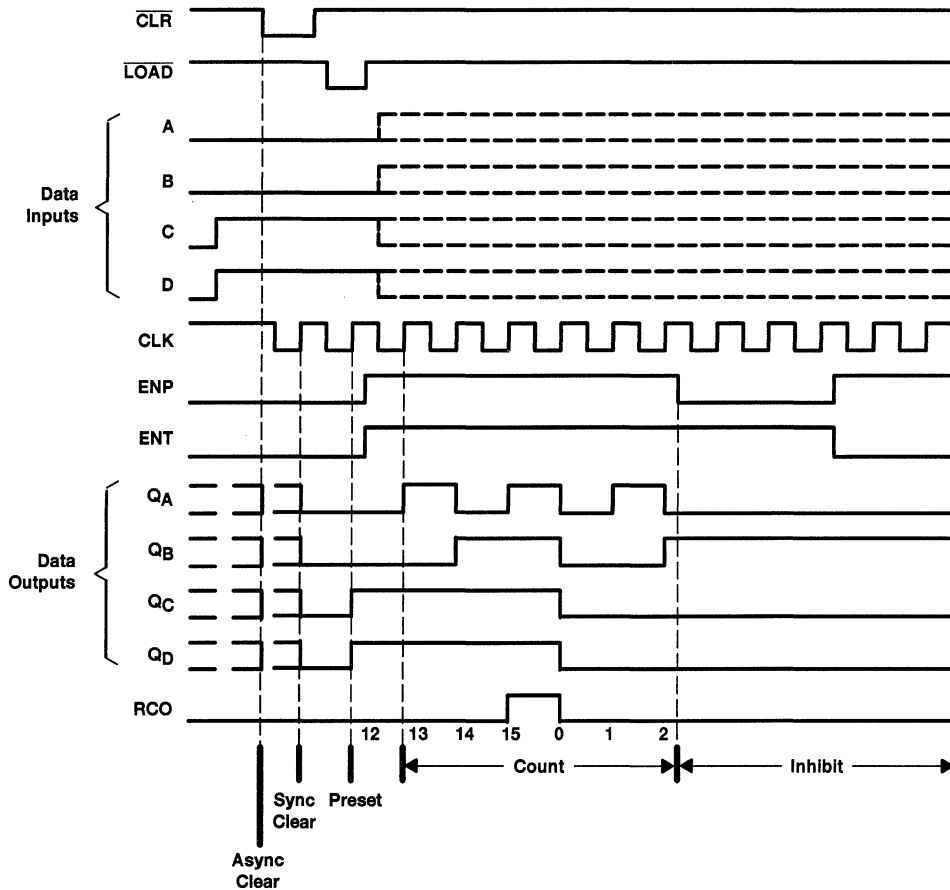 CLR
LOAD
A
B
Data
Inputs
C
D
CLK
ENP
ENT
QA
QB
Data
Outputs
QC
QD
RCO
12 13 14 15 0 1 2
Count Inhibit
Sync
Clear
Preset
Async
Clear